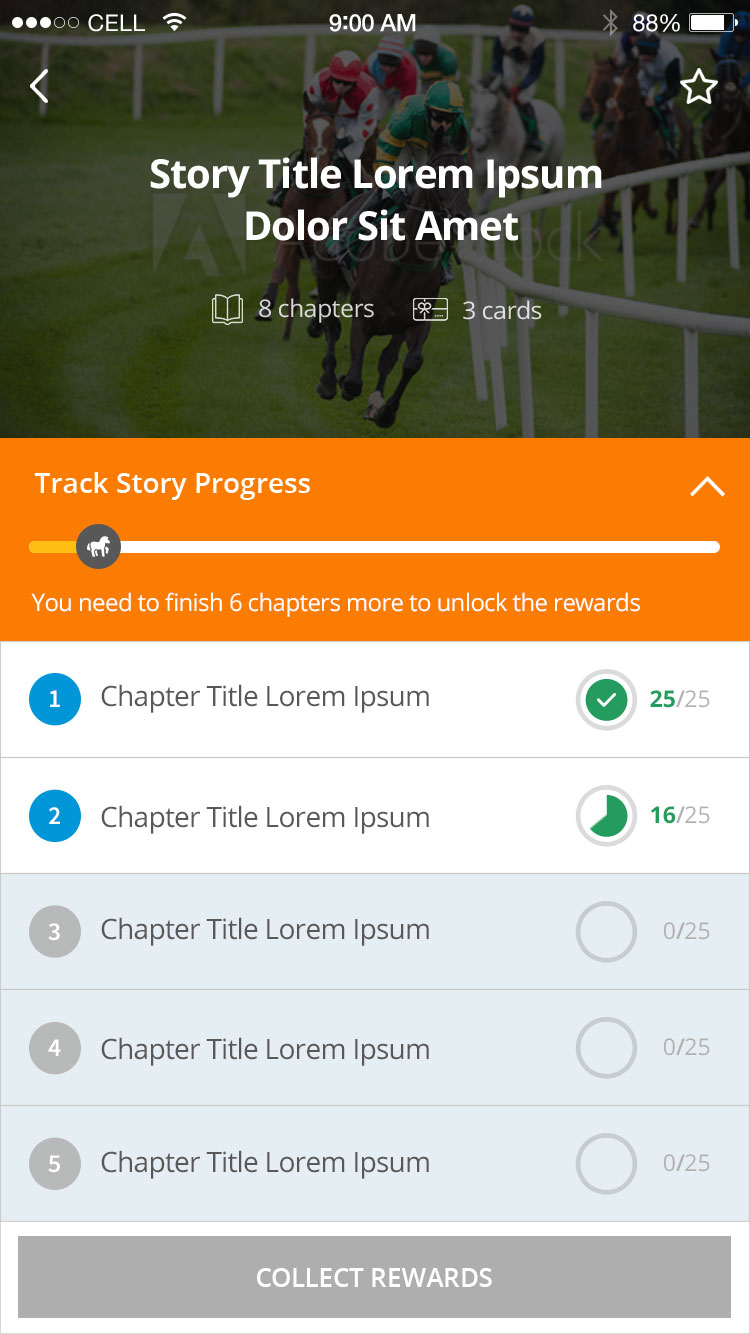 CELL 9:00 AM 88%
Story Title Lorem Ipsum
Dolor Sit Amet
8 chapters 3 cards
Track Story Progress
You need to finish 6 chapters more to unlock the rewards
1 Chapter Title Lorem Ipsum 25/25
2 Chapter Title Lorem Ipsum 16/25
3 Chapter Title Lorem Ipsum 0/25
4 Chapter Title Lorem Ipsum 0/25
5 Chapter Title Lorem Ipsum 0/25
COLLECT REWARDS